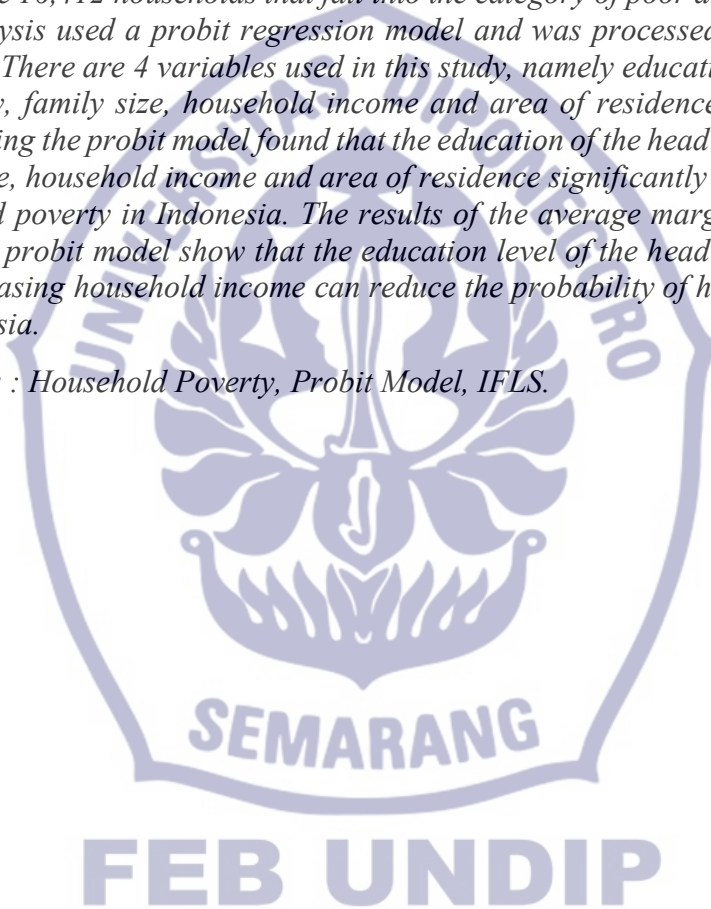 households that fall into the category of poor
lysis used a probit regression model and was processed
There are 4 variables used in this study, namely educati
y, family size, household income and area of residence
ing the probit model found that the education of the head
e, household income and area of residence significantly
d poverty in Indonesia. The results of the average marg
probit model show that the education level of the head
easing household income can reduce the probability of h
sia.
: Household Poverty, Probit Model, IFLS.
UNIVERSITAS DIPONEGORO
SEMARANG
FEB UNDIP